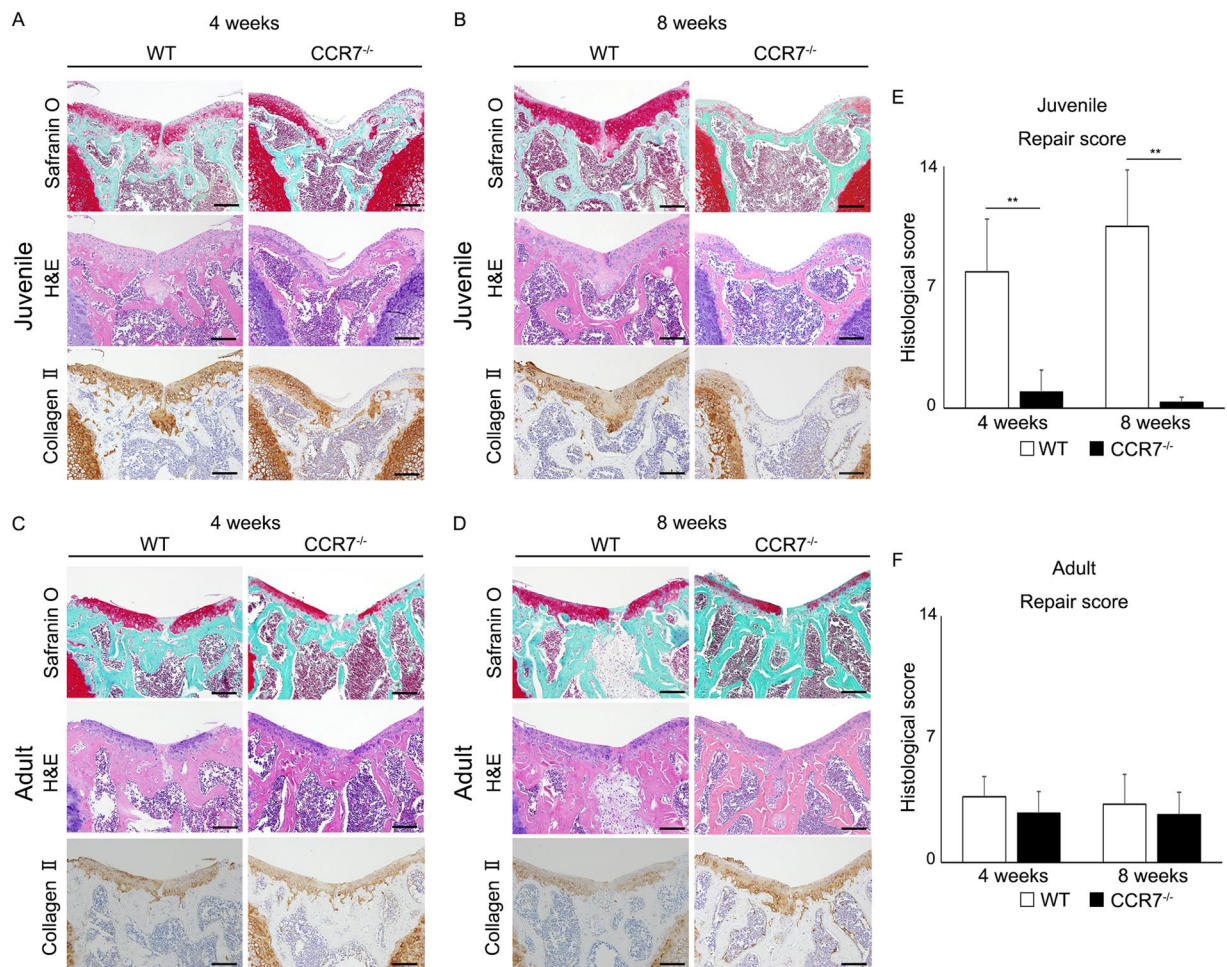 A
4 weeks
WT CCR7-/-
Juvenile
Safranin O
H&E
Collagen II
B
8 weeks
WT CCR7-/-
Juvenile
Safranin O
H&E
Collagen II
E
Juvenile
Repair score
Histological score
14
**
**
7
0
4 weeks 8 weeks
WT CCR7-/-
C
4 weeks
WT CCR7-/-
Adult
Safranin O
H&E
Collagen II
D
8 weeks
WT CCR7-/-
Adult
Safranin O
H&E
Collagen II
F
Adult
Repair score
Histological score
14
7
0
4 weeks 8 weeks
WT CCR7-/-